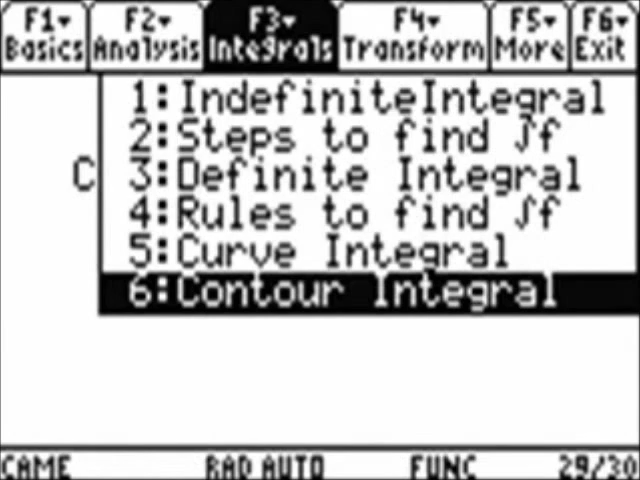 F1▾ F2▾ F3▾ F4▾ F5▾ F6▾
Basics Analysis Integrals Transform More Exit
1:IndefiniteIntegral
2:Steps to find ∫f
C 3:Definite Integral
4:Rules to find ∫f
5:Curve Integral
6:Contour Integral
CAME RAD AUTO FUNC 29/30